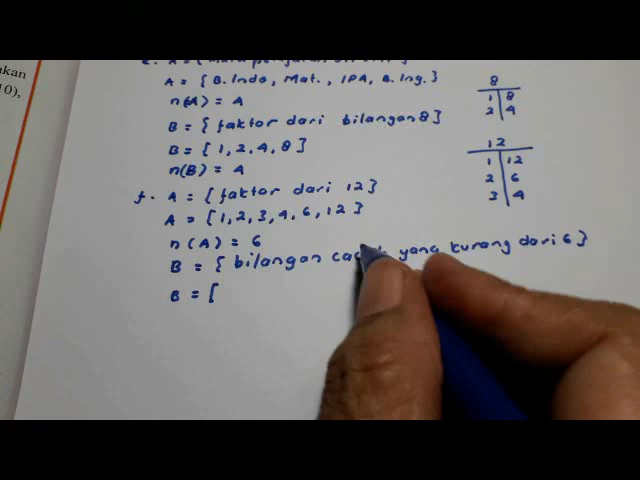 akan
10),
A = { B. Indo, Mat., IPA, B. Ing. }
n(A) = 4
B = { faktor dari bilangan 8 }
B = { 1, 2, 4, 8 }
n(B) = 4
f. A = { faktor dari 12 }
A = { 1, 2, 3, 4, 6, 12 }
n (A) = 6
B = { bilangan yang kurang dari 6 }
B = {
8
1 8
2 4
12
1 12
2 6
3 4